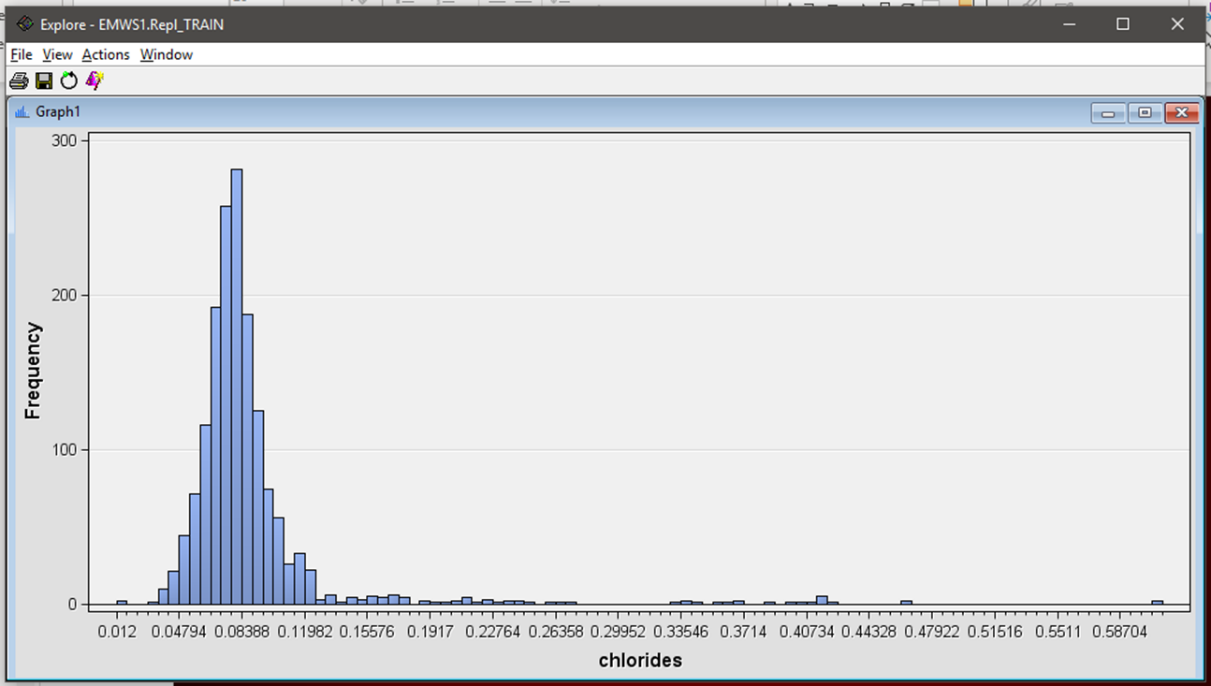 Explore - EMWS1.Repl_TRAIN
File View Actions Window
Graph1
300
200
100
0
Frequency
0.012 0.04794 0.08388 0.11982 0.15576 0.1917 0.22764 0.26358 0.29952 0.33546 0.3714 0.40734 0.44328 0.47922 0.51516 0.5511 0.58704
chlorides